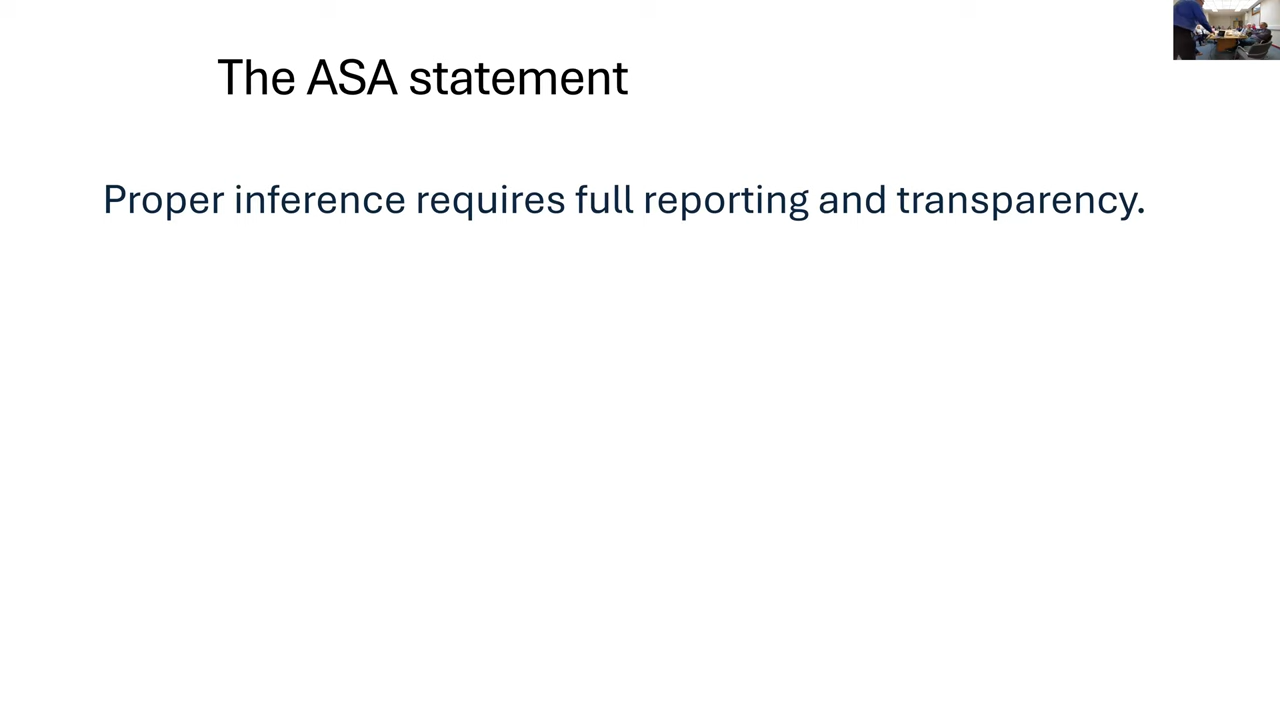 The ASA statement
Proper inference requires full reporting and transparency.